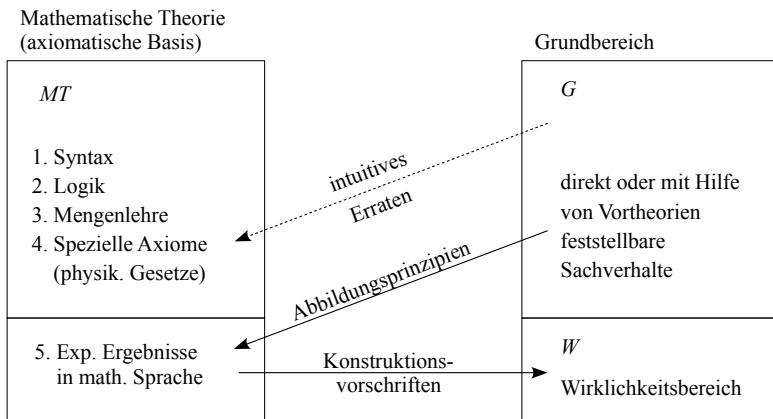 Mathematische Theorie
(axiomatische Basis)
Grundbereich
MT
1. Syntax
2. Logik
3. Mengenlehre
4. Spezielle Axiome
(physik. Gesetze)
intuitives
Erraten
G
direkt oder mit Hilfe
von Vortheorien
feststellbare
Sachverhalte
Abbildungsprinzipien
5. Exp. Ergebnisse
in math. Sprache
Konstruktions-
vorschriften
W
Wirklichkeitsbereich